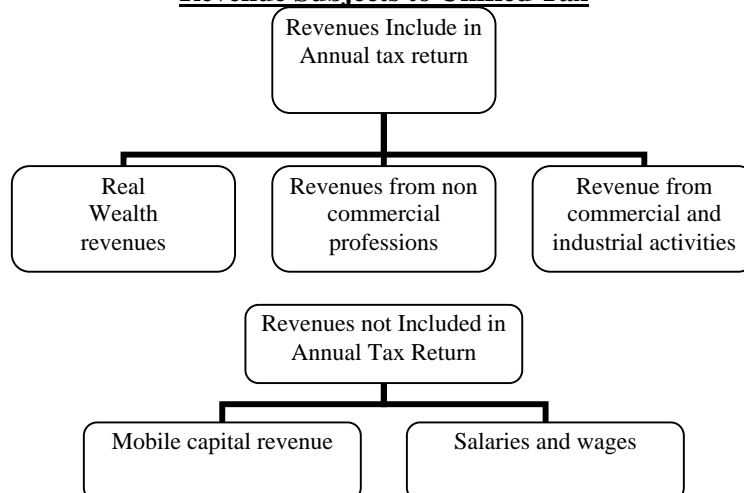 Revenue Subjects to Unified Tax
Revenues Include in
Annual tax return
Real
Wealth
revenues
Revenues from non
commercial
professions
Revenue from
commercial and
industrial activities
Revenues not Included in
Annual Tax Return
Mobile capital revenue
Salaries and wages